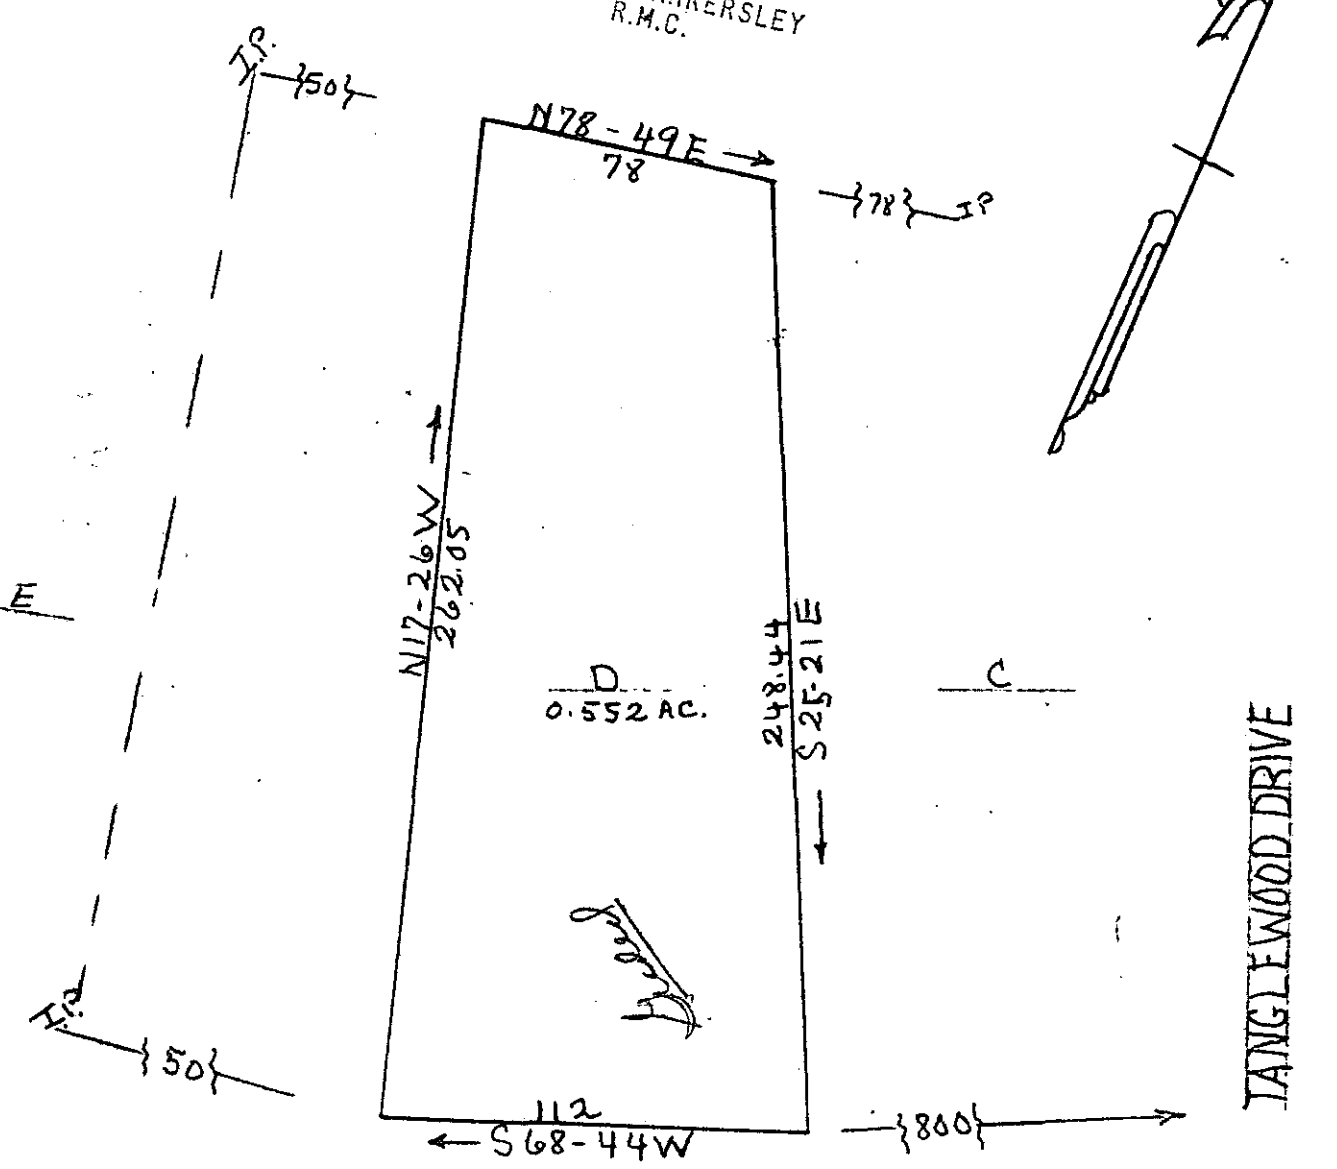 R.M.C.
I.P.
50
N78-49E
78
78
IP
N17-26W
262.05
248.44
S25-21E
E
D
0.552 AC.
C
TANGLEWOOD DRIVE
I.P.
50
112
S68-44W
800